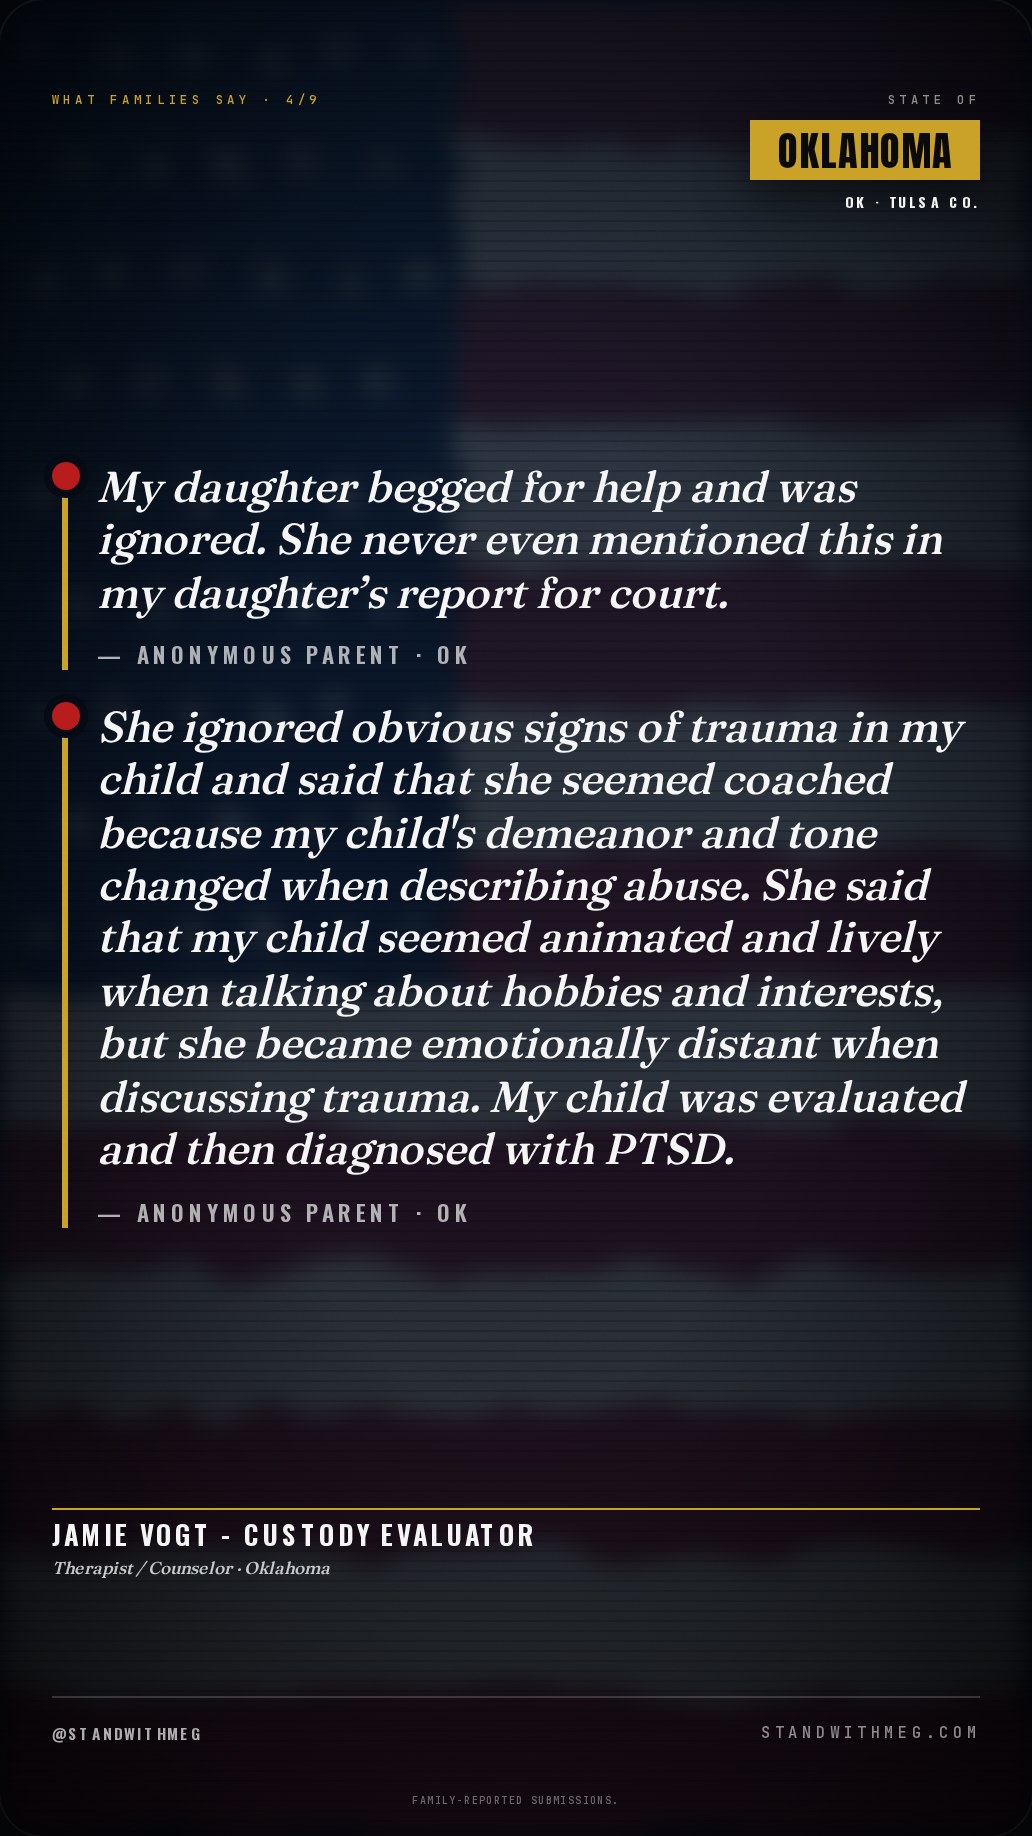 WHAT FAMILIES SAY · 4/9
STATE OF
OKLAHOMA
OK · TULSA CO.
My daughter begged for help and was
ignored. She never even mentioned this in
my daughter’s report for court.
— ANONYMOUS PARENT · OK
She ignored obvious signs of trauma in my
child and said that she seemed coached
because my child's demeanor and tone
changed when describing abuse. She said
that my child seemed animated and lively
when talking about hobbies and interests,
but she became emotionally distant when
discussing trauma. My child was evaluated
and then diagnosed with PTSD.
— ANONYMOUS PARENT · OK
JAMIE VOGT - CUSTODY EVALUATOR
Therapist / Counselor · Oklahoma
@STANDWITHMEG
STANDWITHMEG.COM
FAMILY-REPORTED SUBMISSIONS.